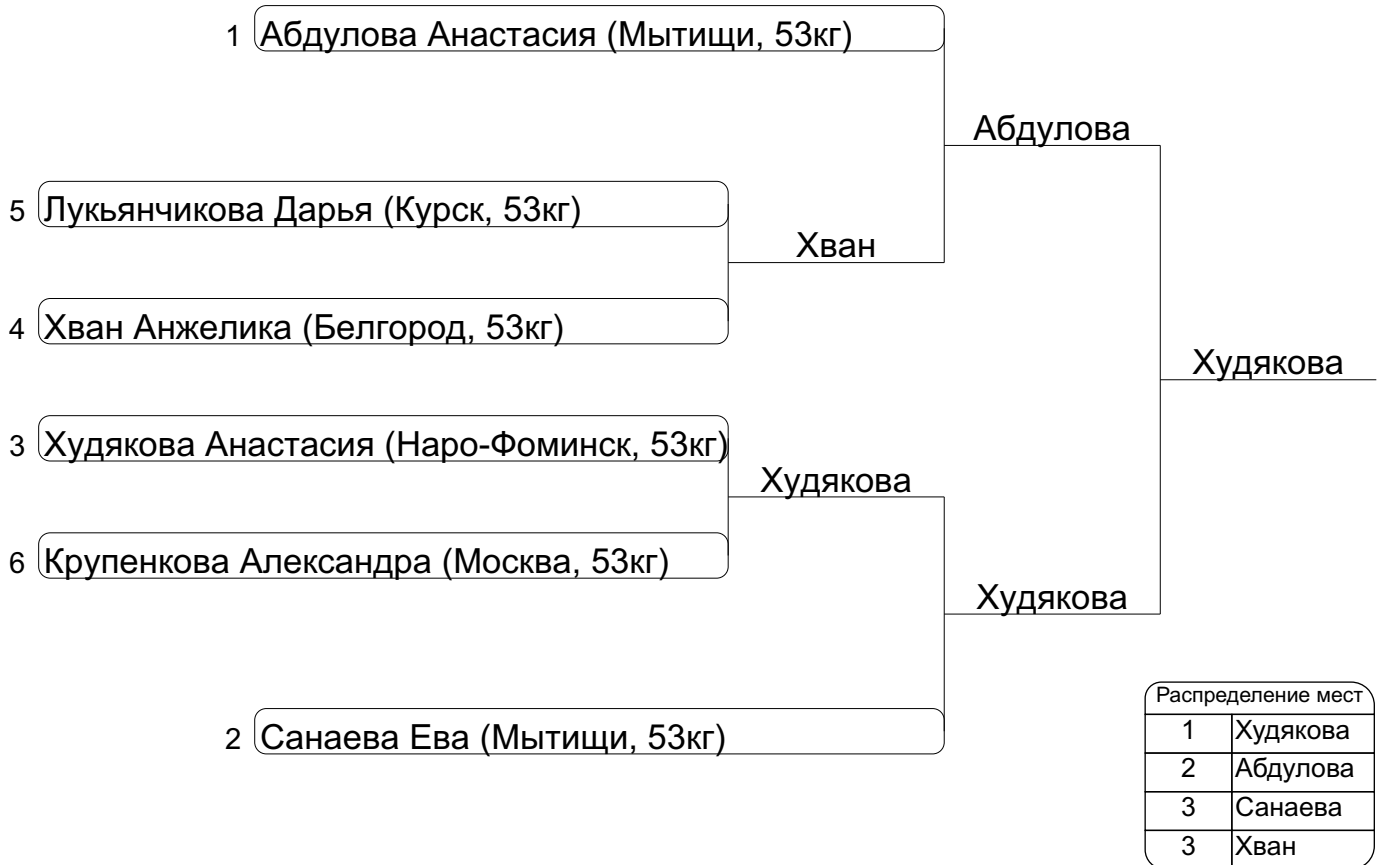 1 Абдулова Анастасия (Мытищи, 53кг)
Абдулова
5 Лукьянчикова Дарья (Курск, 53кг)
Хван
4 Хван Анжелика (Белгород, 53кг)
Худякова
3 Худякова Анастасия (Наро-Фоминск, 53кг)
Худякова
6 Крупенкова Александра (Москва, 53кг)
Худякова
2 Санаева Ева (Мытищи, 53кг)
Распределение мест
1 Худякова
2 Абдулова
3 Санаева
3 Хван